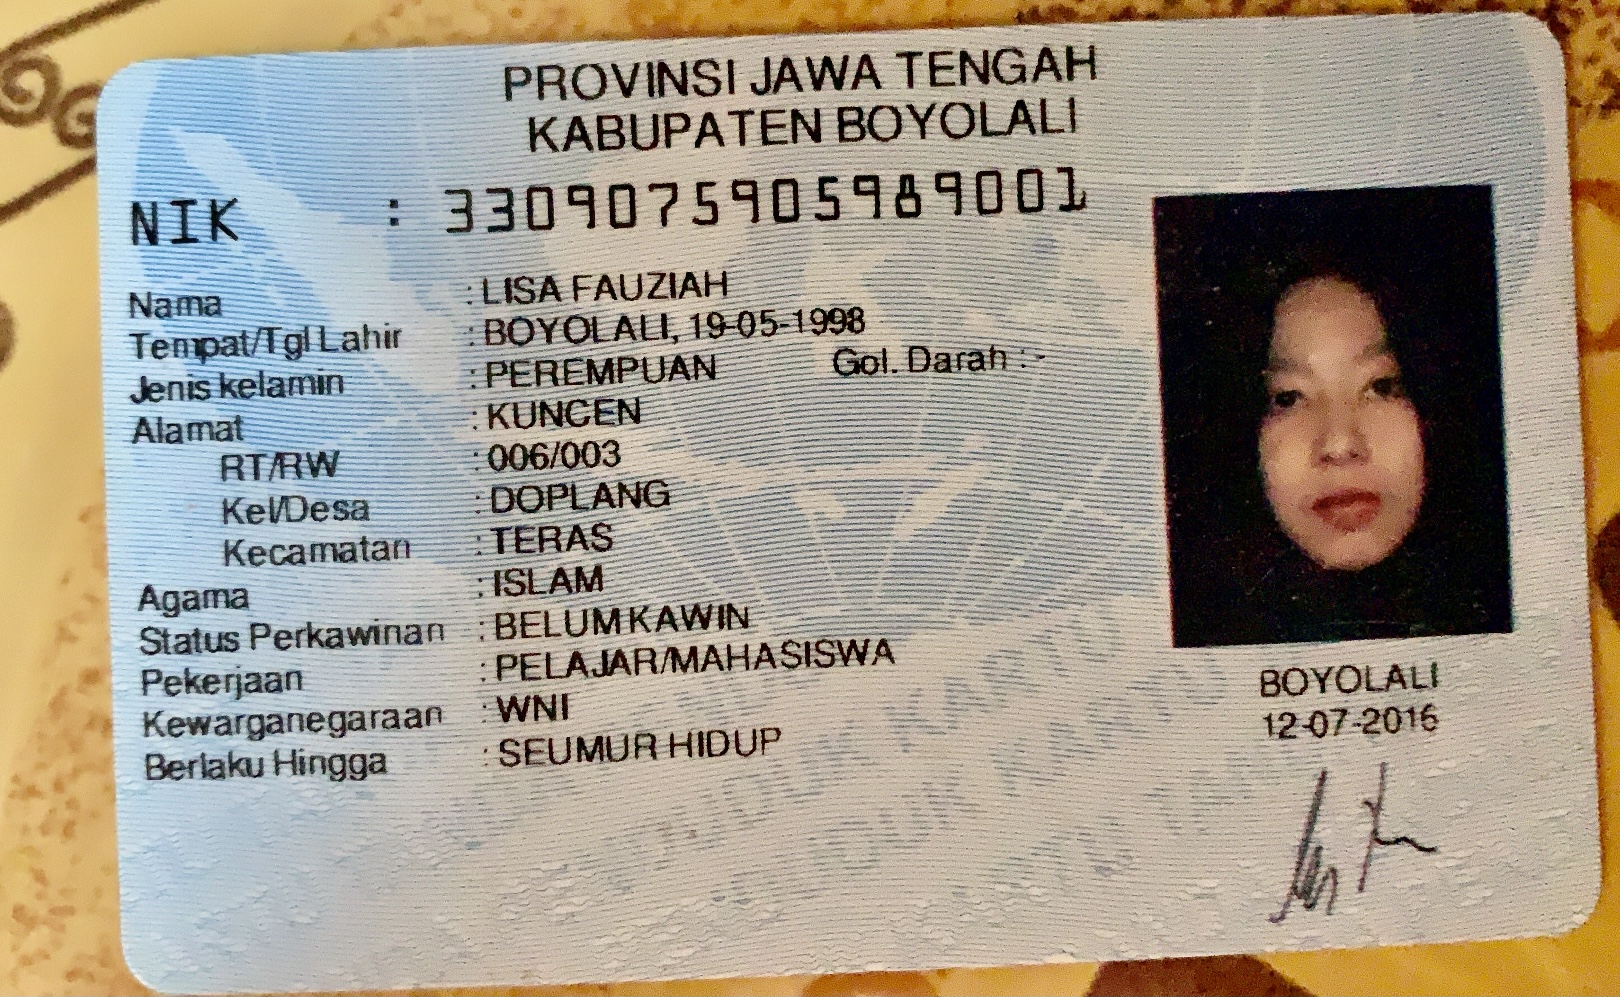 PROVINSI JAWA TENGAH
KABUPATEN BOYOLALI
NIK : 3309075905989001
Nama : LISA FAUZIAH
Tempat/Tgl Lahir : BOYOLALI, 19-05-1998
Jenis kelamin : PEREMPUAN Gol. Darah : -
Alamat : KUNCEN
RT/RW : 006/003
Kel/Desa : DOPLANG
Kecamatan : TERAS
Agama : ISLAM
Status Perkawinan : BELUM KAWIN
Pekerjaan : PELAJAR/MAHASISWA
Kewarganegaraan : WNI
Berlaku Hingga : SEUMUR HIDUP
BOYOLALI
12-07-2016